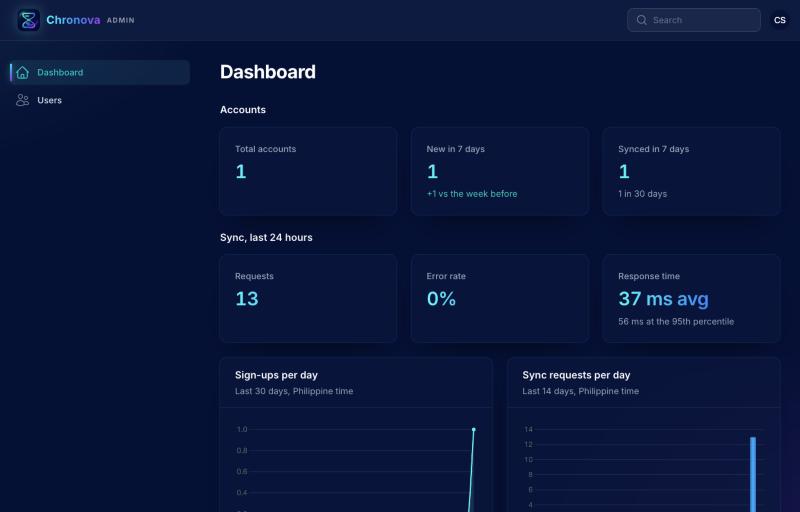 Chronova ADMIN
Search
CS
Dashboard
Users
Dashboard
Accounts
Total accounts
1
New in 7 days
1
+1 vs the week before
Synced in 7 days
1
1 in 30 days
Sync, last 24 hours
Requests
13
Error rate
0%
Response time
37 ms avg
56 ms at the 95th percentile
Sign-ups per day
Last 30 days, Philippine time
1.0
0.8
0.6
0.4
Sync requests per day
Last 14 days, Philippine time
14
12
10
8
6
4